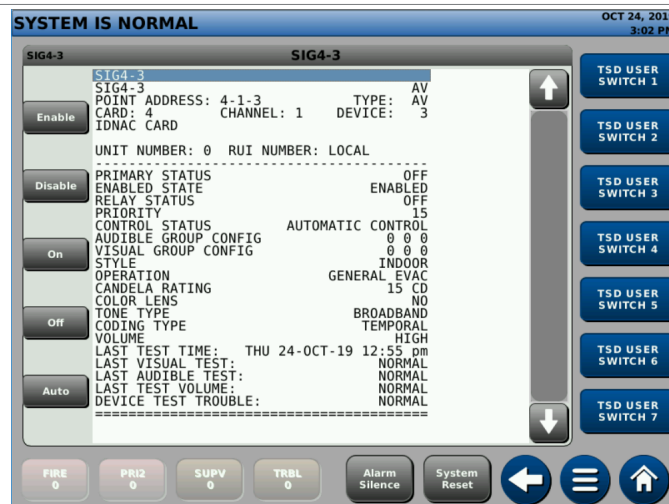 SYSTEM IS NORMAL
OCT 24, 201
3:02 P
SIG4-3
SIG4-3
SIG4-3
SIG4-3 AV
POINT ADDRESS: 4-1-3 TYPE: AV
CARD: 4 CHANNEL: 1 DEVICE: 3
IDNAC CARD
UNIT NUMBER: 0 RUI NUMBER: LOCAL
----------------------------------------
PRIMARY STATUS OFF
ENABLED STATE ENABLED
RELAY STATUS OFF
PRIORITY 15
CONTROL STATUS AUTOMATIC CONTROL
AUDIBLE GROUP CONFIG 0 0 0
VISUAL GROUP CONFIG 0 0 0
STYLE INDOOR
OPERATION GENERAL EVAC
CANDELA RATING 15 CD
COLOR LENS NO
TONE TYPE BROADBAND
CODING TYPE TEMPORAL
VOLUME HIGH
LAST TEST TIME: THU 24-OCT-19 12:55 pm
LAST VISUAL TEST: NORMAL
LAST AUDIBLE TEST: NORMAL
LAST TEST VOLUME: NORMAL
DEVICE TEST TROUBLE: NORMAL
========================================
Enable
Disable
On
Off
Auto
TSD USER
SWITCH 1
TSD USER
SWITCH 2
TSD USER
SWITCH 3
TSD USER
SWITCH 4
TSD USER
SWITCH 5
TSD USER
SWITCH 6
TSD USER
SWITCH 7
FIRE
0
PRI2
0
SUPV
0
TRBL
0
Alarm
Silence
System
Reset